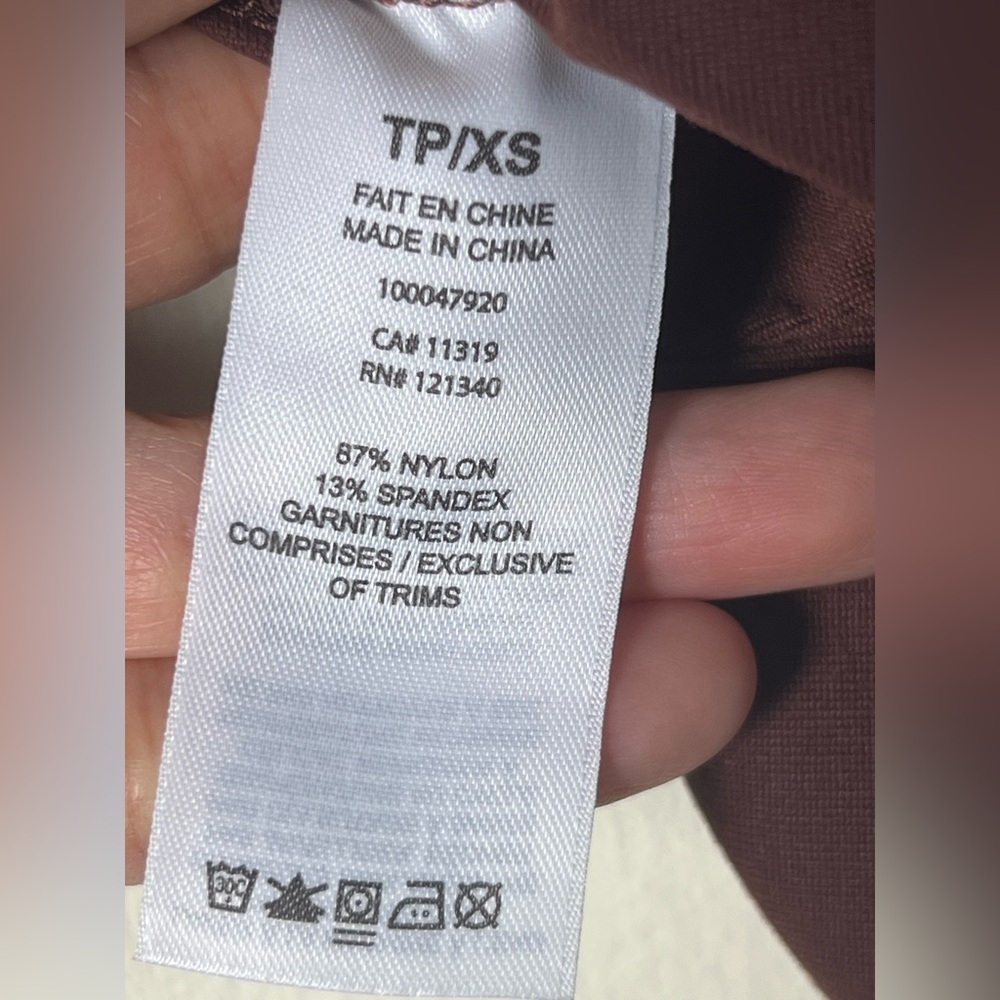 TP/XS
FAIT EN CHINE
MADE IN CHINA
100047920
CA# 11319
RN# 121340
87% NYLON
13% SPANDEX
GARNITURES NON
COMPRISES / EXCLUSIVE
OF TRIMS
30C